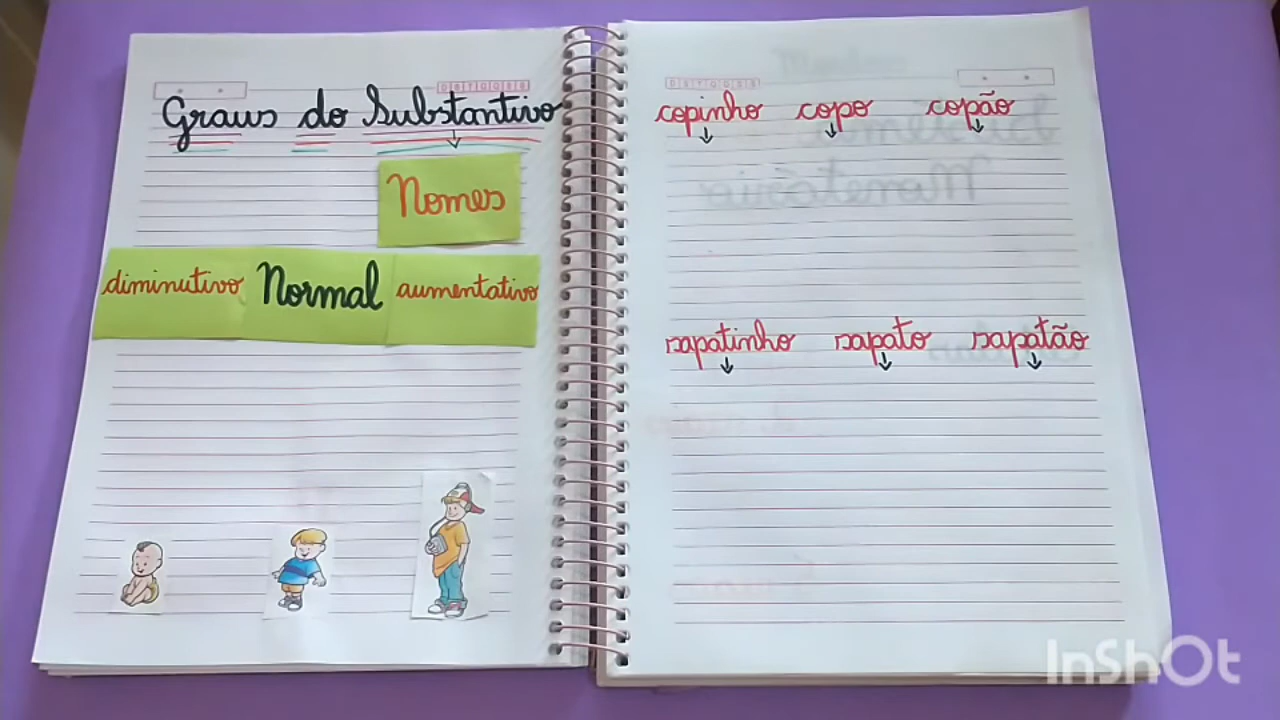 Graus do Substantivo
Nomes
diminutivo Normal aumentativo
copinho copo copão
sapatinho sapato sapatão
InShOt